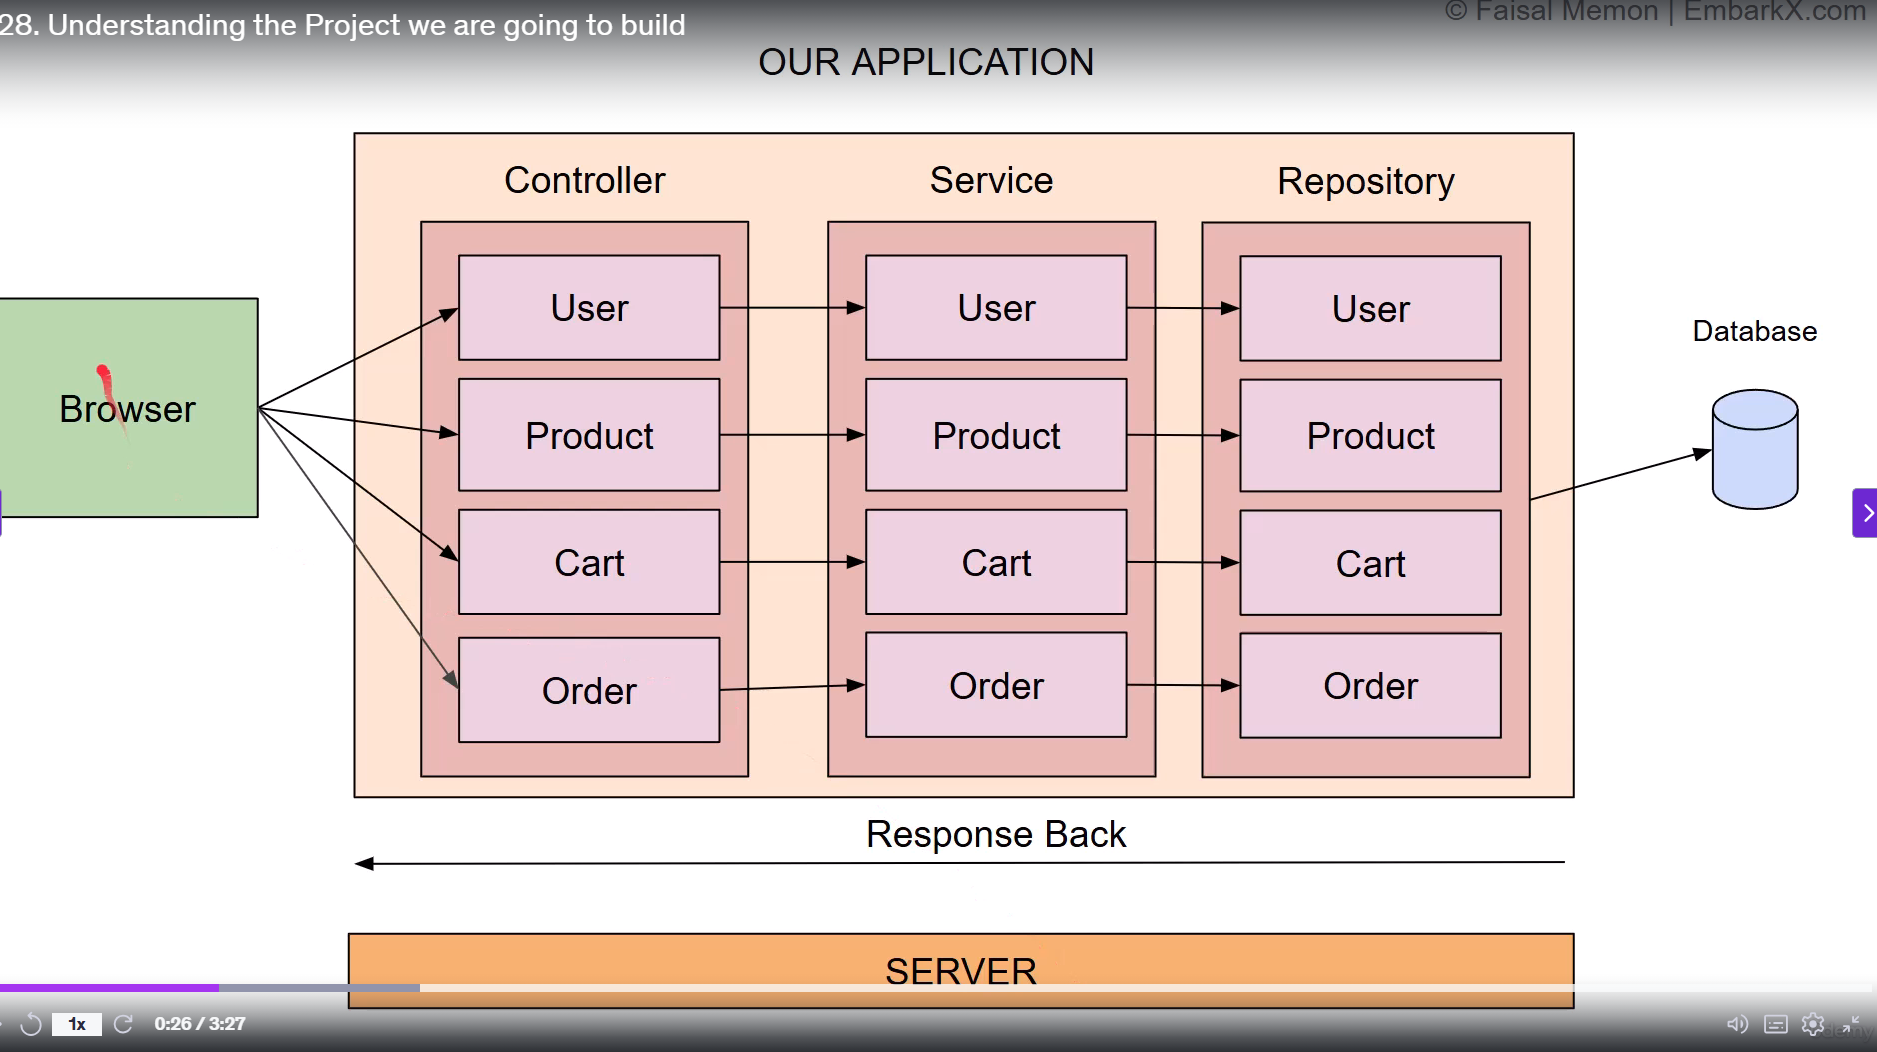 28. Understanding the Project we are going to build
© Faisal Memon | EmbarkX.com
OUR APPLICATION
Controller
Service
Repository
User
User
User
Product
Product
Product
Cart
Cart
Cart
Order
Order
Order
Browser
Database
Response Back
SERVER
1x
0:26 / 3:27